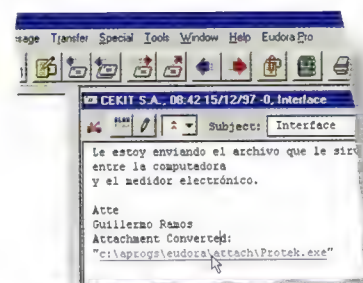 sage Transfer Special Tools Window Help Eudora Pro
CEKIT S.A., 08:42 15/12/97 -0, Interface
Subject: Interface
Le estoy enviando el archivo que le sirv
entre la computadora
y el medidor electrónico.
Atte
Guillermo Ramos
Attachment Converted:
"c:\aprogs\eudora\attach\Protek.exe"